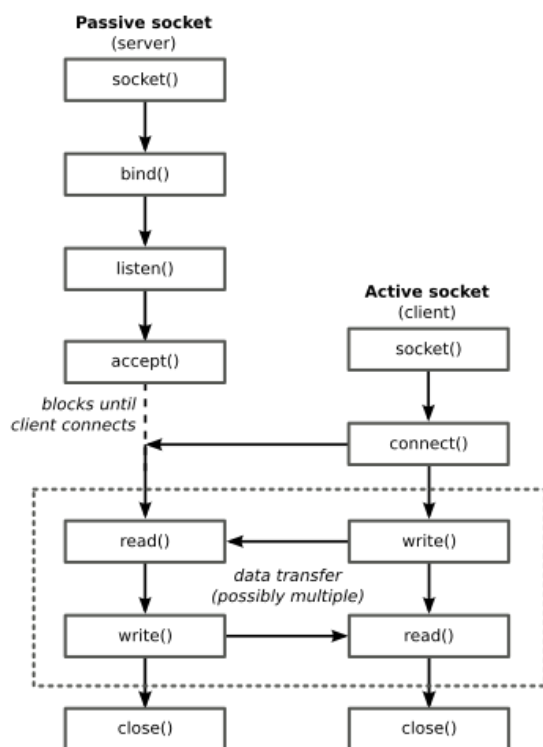 Passive socket
(server)
socket()
bind()
listen()
accept()
blocks until
client connects
Active socket
(client)
socket()
connect()
read()
write()
data transfer
(possibly multiple)
write()
read()
close()
close()